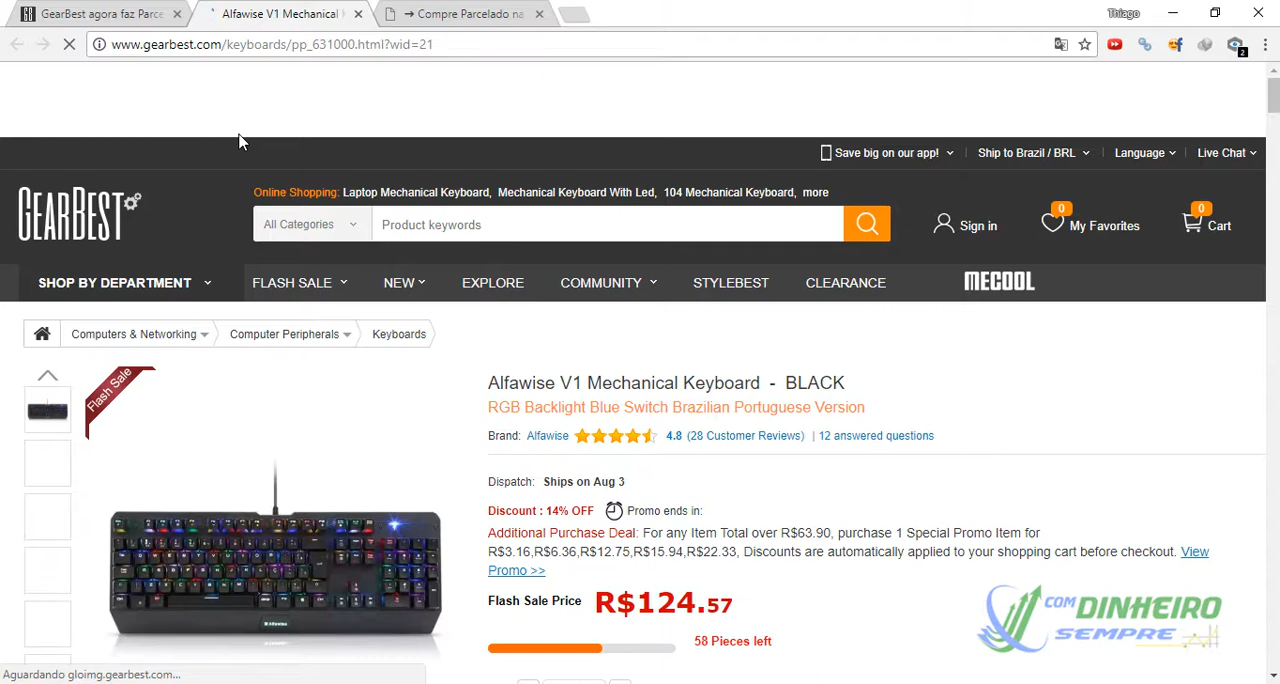 GearBest agora faz Parce
Alfawise V1 Mechanical
→ Compre Parcelado na
Thiago
www.gearbest.com/keyboards/pp_631000.html?wid=21
2
Save big on our app!
Ship to Brazil / BRL
Language
Live Chat
GEARBEST
Online Shopping: Laptop Mechanical Keyboard, Mechanical Keyboard With Led, 104 Mechanical Keyboard, more
All Categories
Product keywords
Sign in
0
My Favorites
0
Cart
SHOP BY DEPARTMENT
FLASH SALE
NEW
EXPLORE
COMMUNITY
STYLEBEST
CLEARANCE
MECOOL
Computers & Networking
Computer Peripherals
Keyboards
Flash Sale
Alfawise V1 Mechanical Keyboard - BLACK
RGB Backlight Blue Switch Brazilian Portuguese Version
Brand: Alfawise 4.8 (28 Customer Reviews) | 12 answered questions
Dispatch: Ships on Aug 3
Discount : 14% OFF Promo ends in:
Additional Purchase Deal: For any Item Total over R$63.90, purchase 1 Special Promo Item for
R$3.16,R$6.36,R$12.75,R$15.94,R$22.33, Discounts are automatically applied to your shopping cart before checkout. View
Promo >>
Flash Sale Price R$124.57
58 Pieces left
Alfawise
COM DINHEIRO
SEMPRE
Aguardando gloimg.gearbest.com...